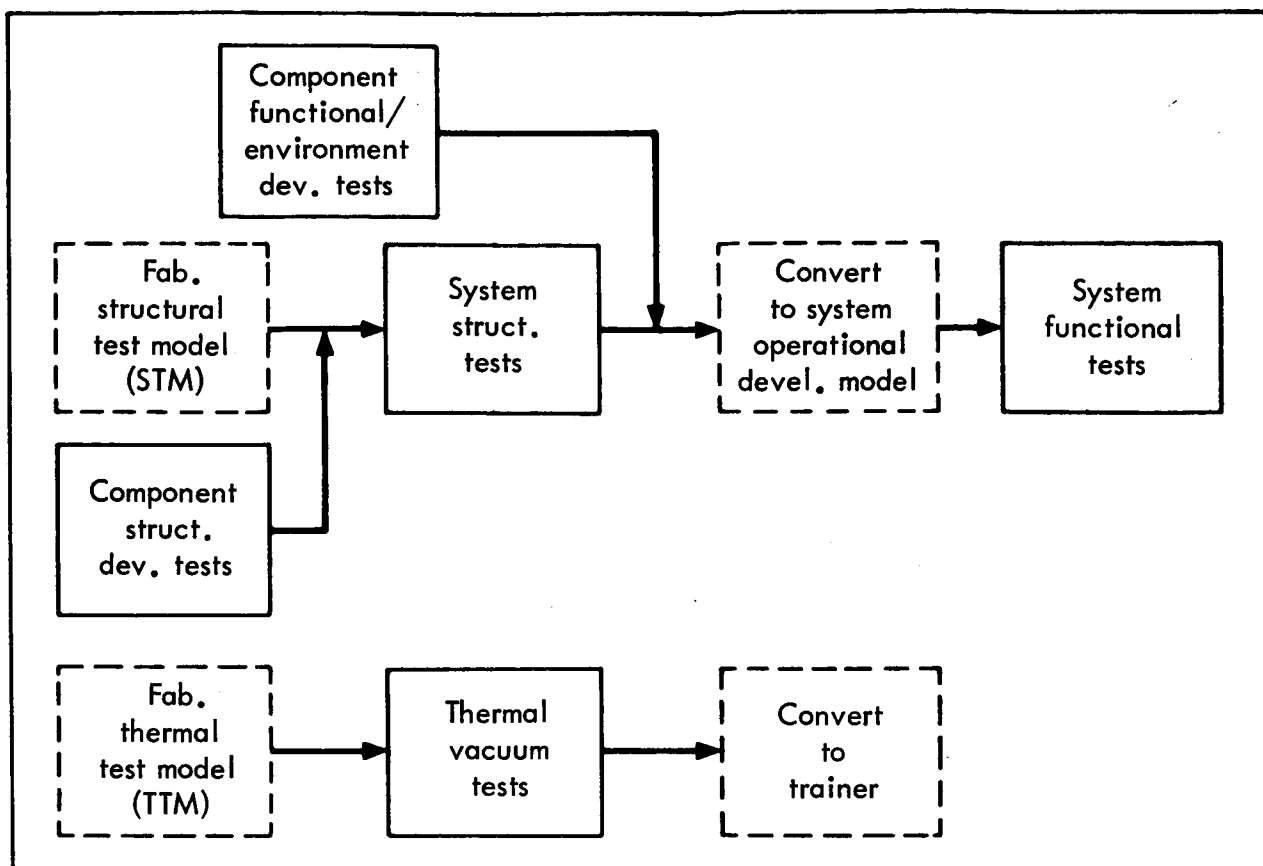 Component
functional/
environment
dev. tests
Fab.
structural
test model
(STM)
System
struct.
tests
Convert
to system
operational
devel. model
System
functional
tests
Component
struct.
dev. tests
Fab.
thermal
test model
(TTM)
Thermal
vacuum
tests
Convert
to
trainer